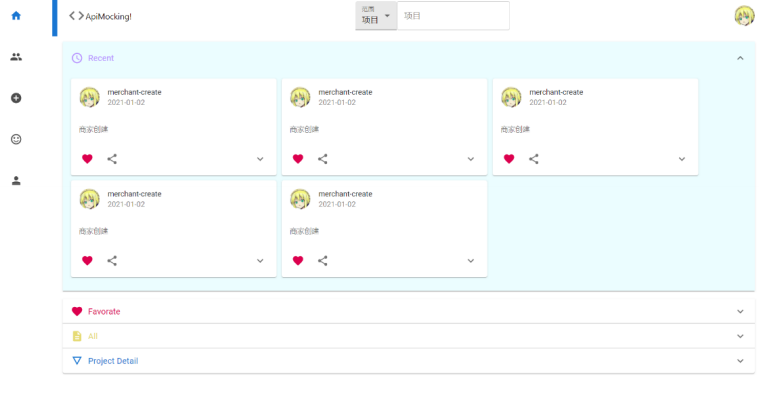 ApiMocking!
范围
项目
项目
Recent
merchant-create
2021-01-02
商家创建
merchant-create
2021-01-02
商家创建
merchant-create
2021-01-02
商家创建
merchant-create
2021-01-02
商家创建
merchant-create
2021-01-02
商家创建
Favorate
All
Project Detail